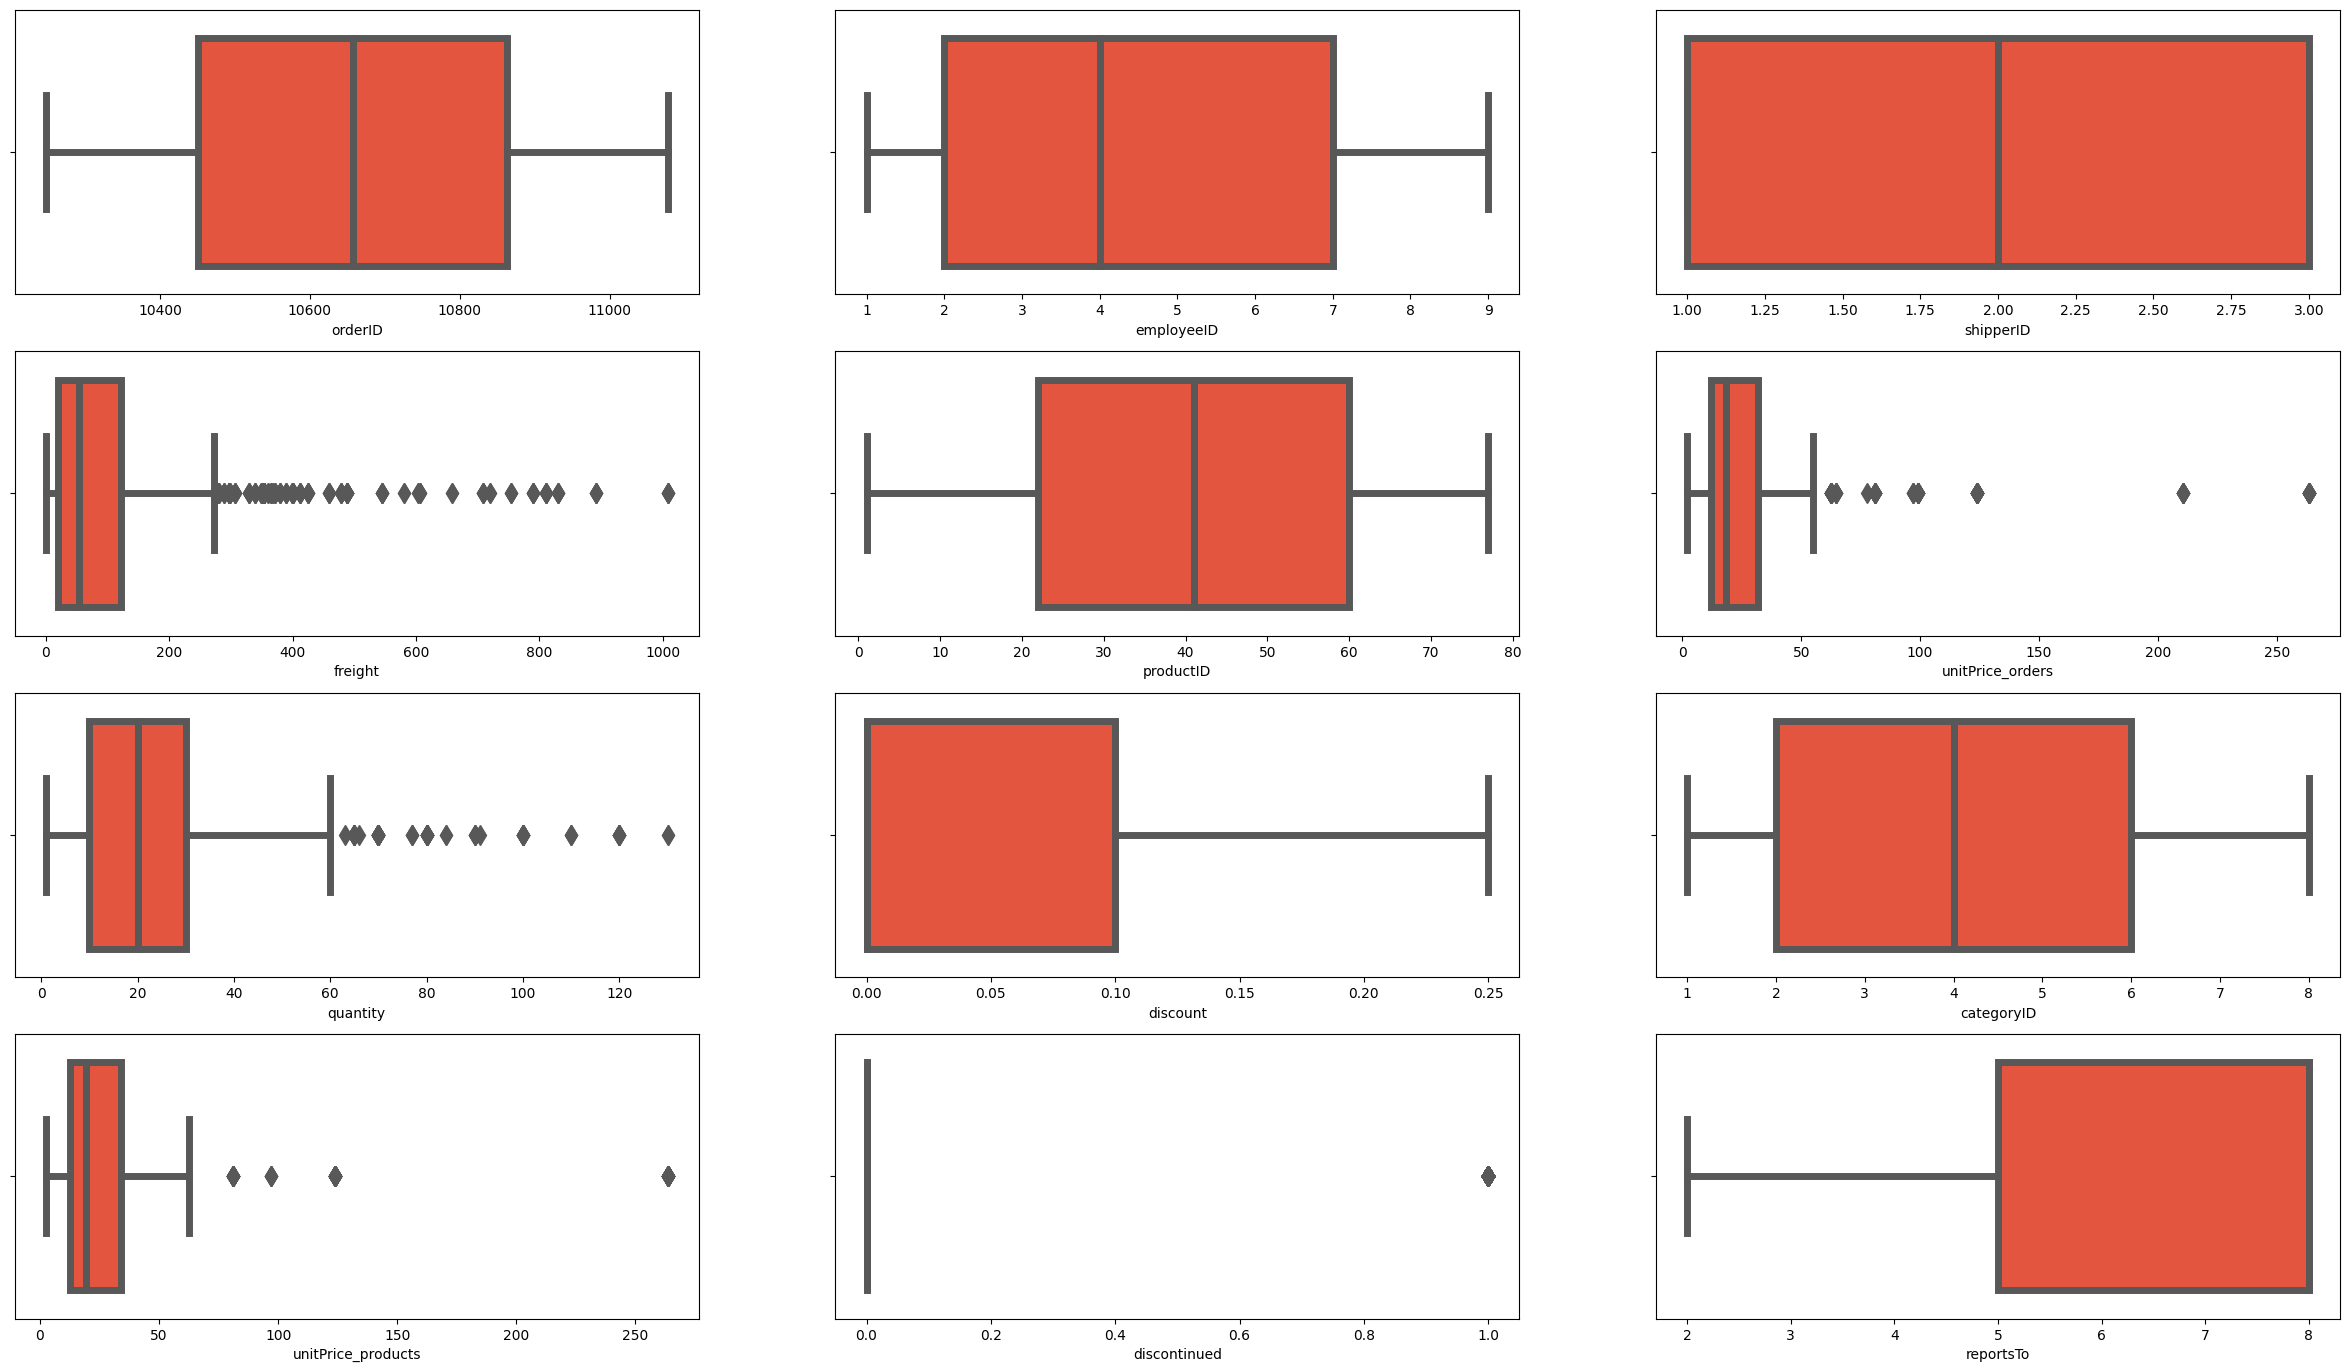 10400 10600 10800 11000
orderID
1 2 3 4 5 6 7 8 9
employeeID
1.00 1.25 1.50 1.75 2.00 2.25 2.50 2.75 3.00
shipperID
0 200 400 600 800 1000
freight
0 10 20 30 40 50 60 70 80
productID
0 50 100 150 200 250
unitPrice_orders
0 20 40 60 80 100 120
quantity
0.00 0.05 0.10 0.15 0.20 0.25
discount
1 2 3 4 5 6 7 8
categoryID
0 50 100 150 200 250
unitPrice_products
0.0 0.2 0.4 0.6 0.8 1.0
discontinued
2 3 4 5 6 7 8
reportsTo